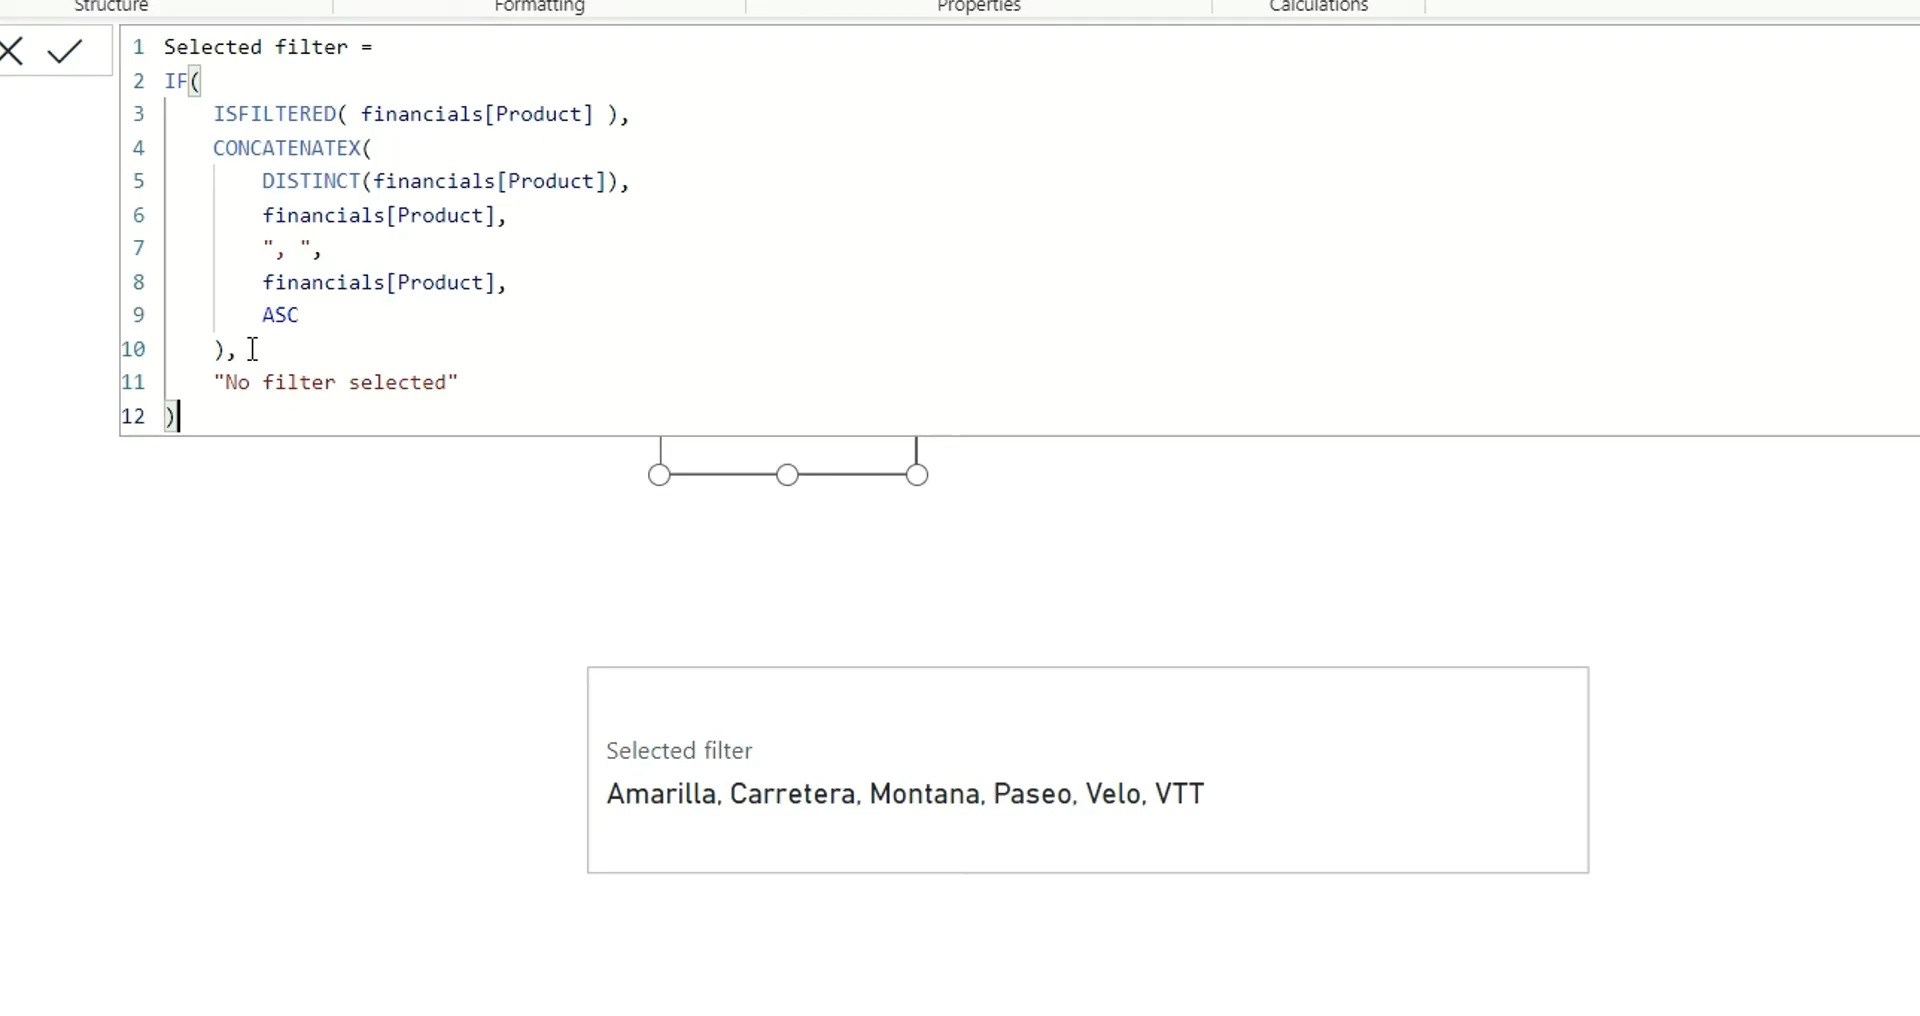 Structure
Formatting
Properties
Calculations
1 Selected filter =
2 IF(
3 ISFILTERED( financials[Product] ),
4 CONCATENATEX(
5 DISTINCT(financials[Product]),
6 financials[Product],
7 ", ",
8 financials[Product],
9 ASC
10 ),
11 "No filter selected"
12 )
Selected filter
Amarilla, Carretera, Montana, Paseo, Velo, VTT